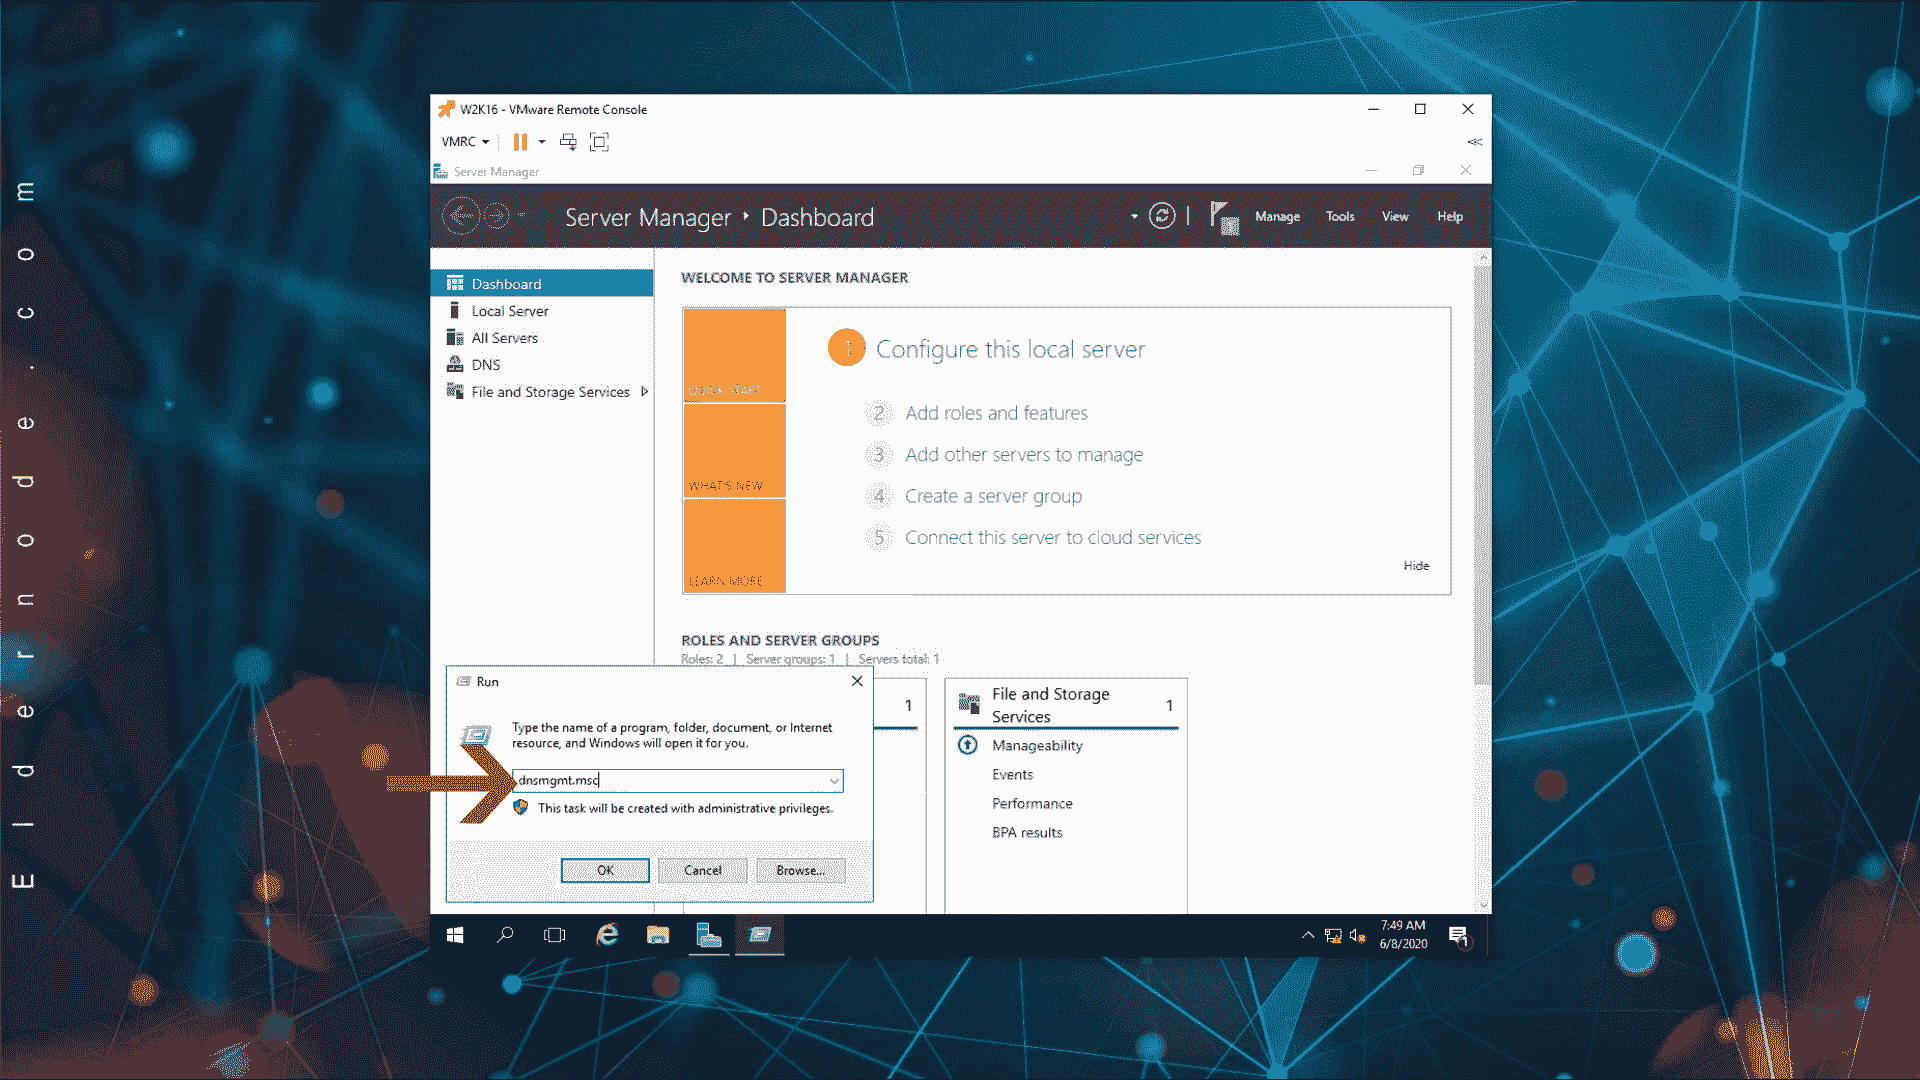 Eldernode.com
W2K16 - VMware Remote Console
VMRC
Server Manager
Server Manager Dashboard
Manage Tools View Help
Dashboard
Local Server
All Servers
DNS
File and Storage Services
WELCOME TO SERVER MANAGER
QUICK START
WHAT'S NEW
LEARN MORE
1 Configure this local server
2 Add roles and features
3 Add other servers to manage
4 Create a server group
5 Connect this server to cloud services
Hide
ROLES AND SERVER GROUPS
Roles: 2 | Server groups: 1 | Servers total: 1
1
File and Storage
Services 1
Manageability
Events
Performance
BPA results
Run
Type the name of a program, folder, document, or Internet
resource, and Windows will open it for you.
dnsmgmt.msc
This task will be created with administrative privileges.
OK Cancel Browse...
7:49 AM
6/8/2020
1